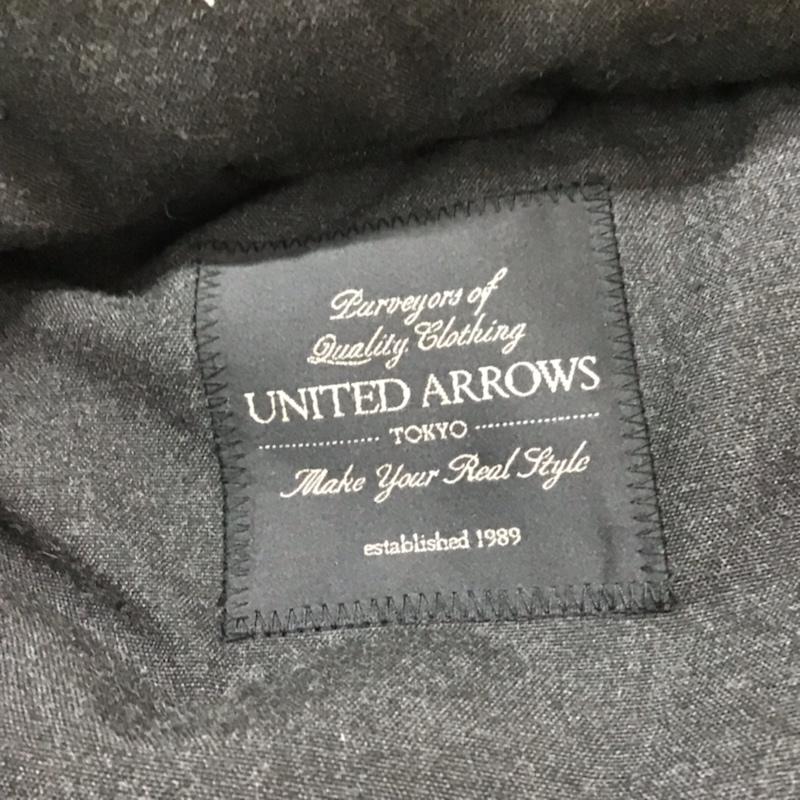 Purveyors of
Quality Clothing
UNITED ARROWS
TOKYO
Make Your Real Style
established 1989